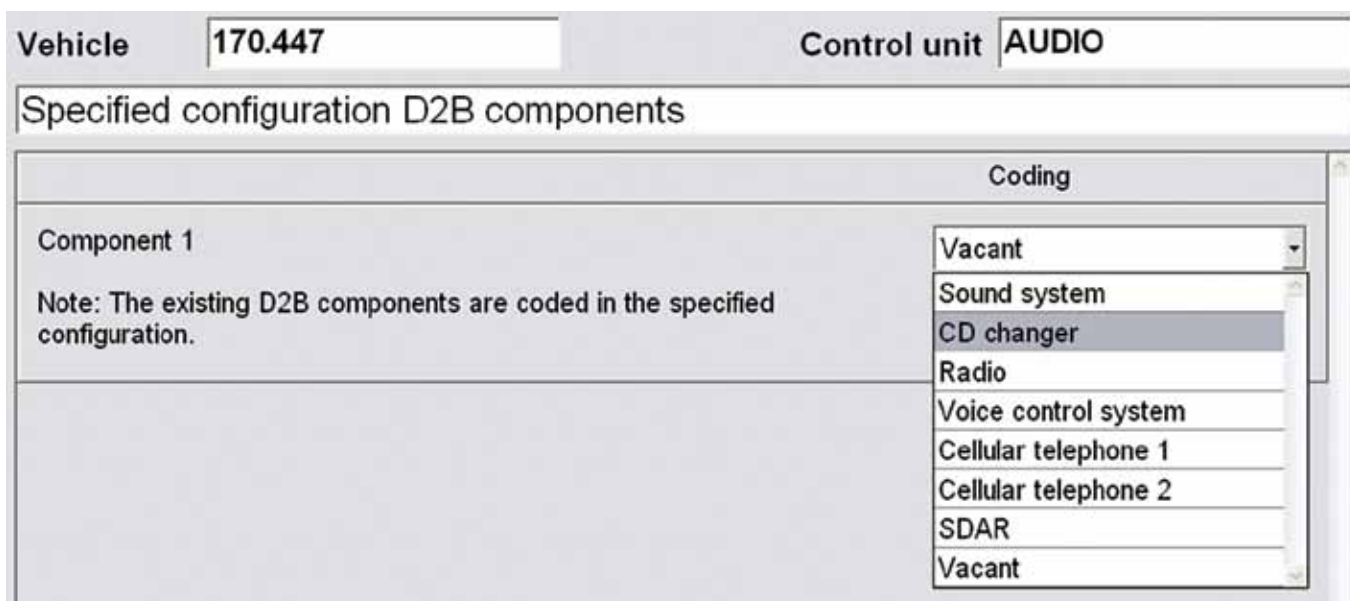 Vehicle 170.447 Control unit AUDIO
Specified configuration D2B components
Coding
Component 1 Vacant
Note: The existing D2B components are coded in the specified
configuration.
Sound system
CD changer
Radio
Voice control system
Cellular telephone 1
Cellular telephone 2
SDAR
Vacant